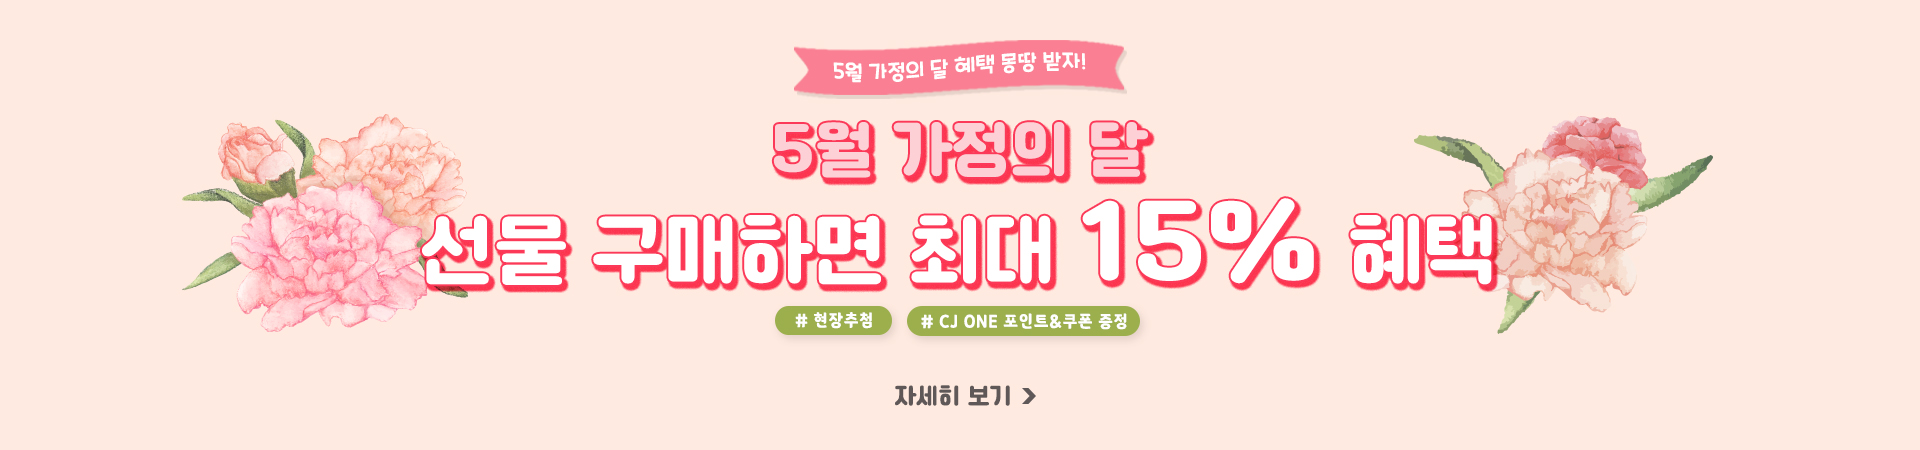 5월 가정의 달 혜택 몽땅 받자!
5월 가정의 달
선물 구매하면 최대 15% 혜택
# 현장추첨
# CJ ONE 포인트&쿠폰 증정
자세히 보기 >